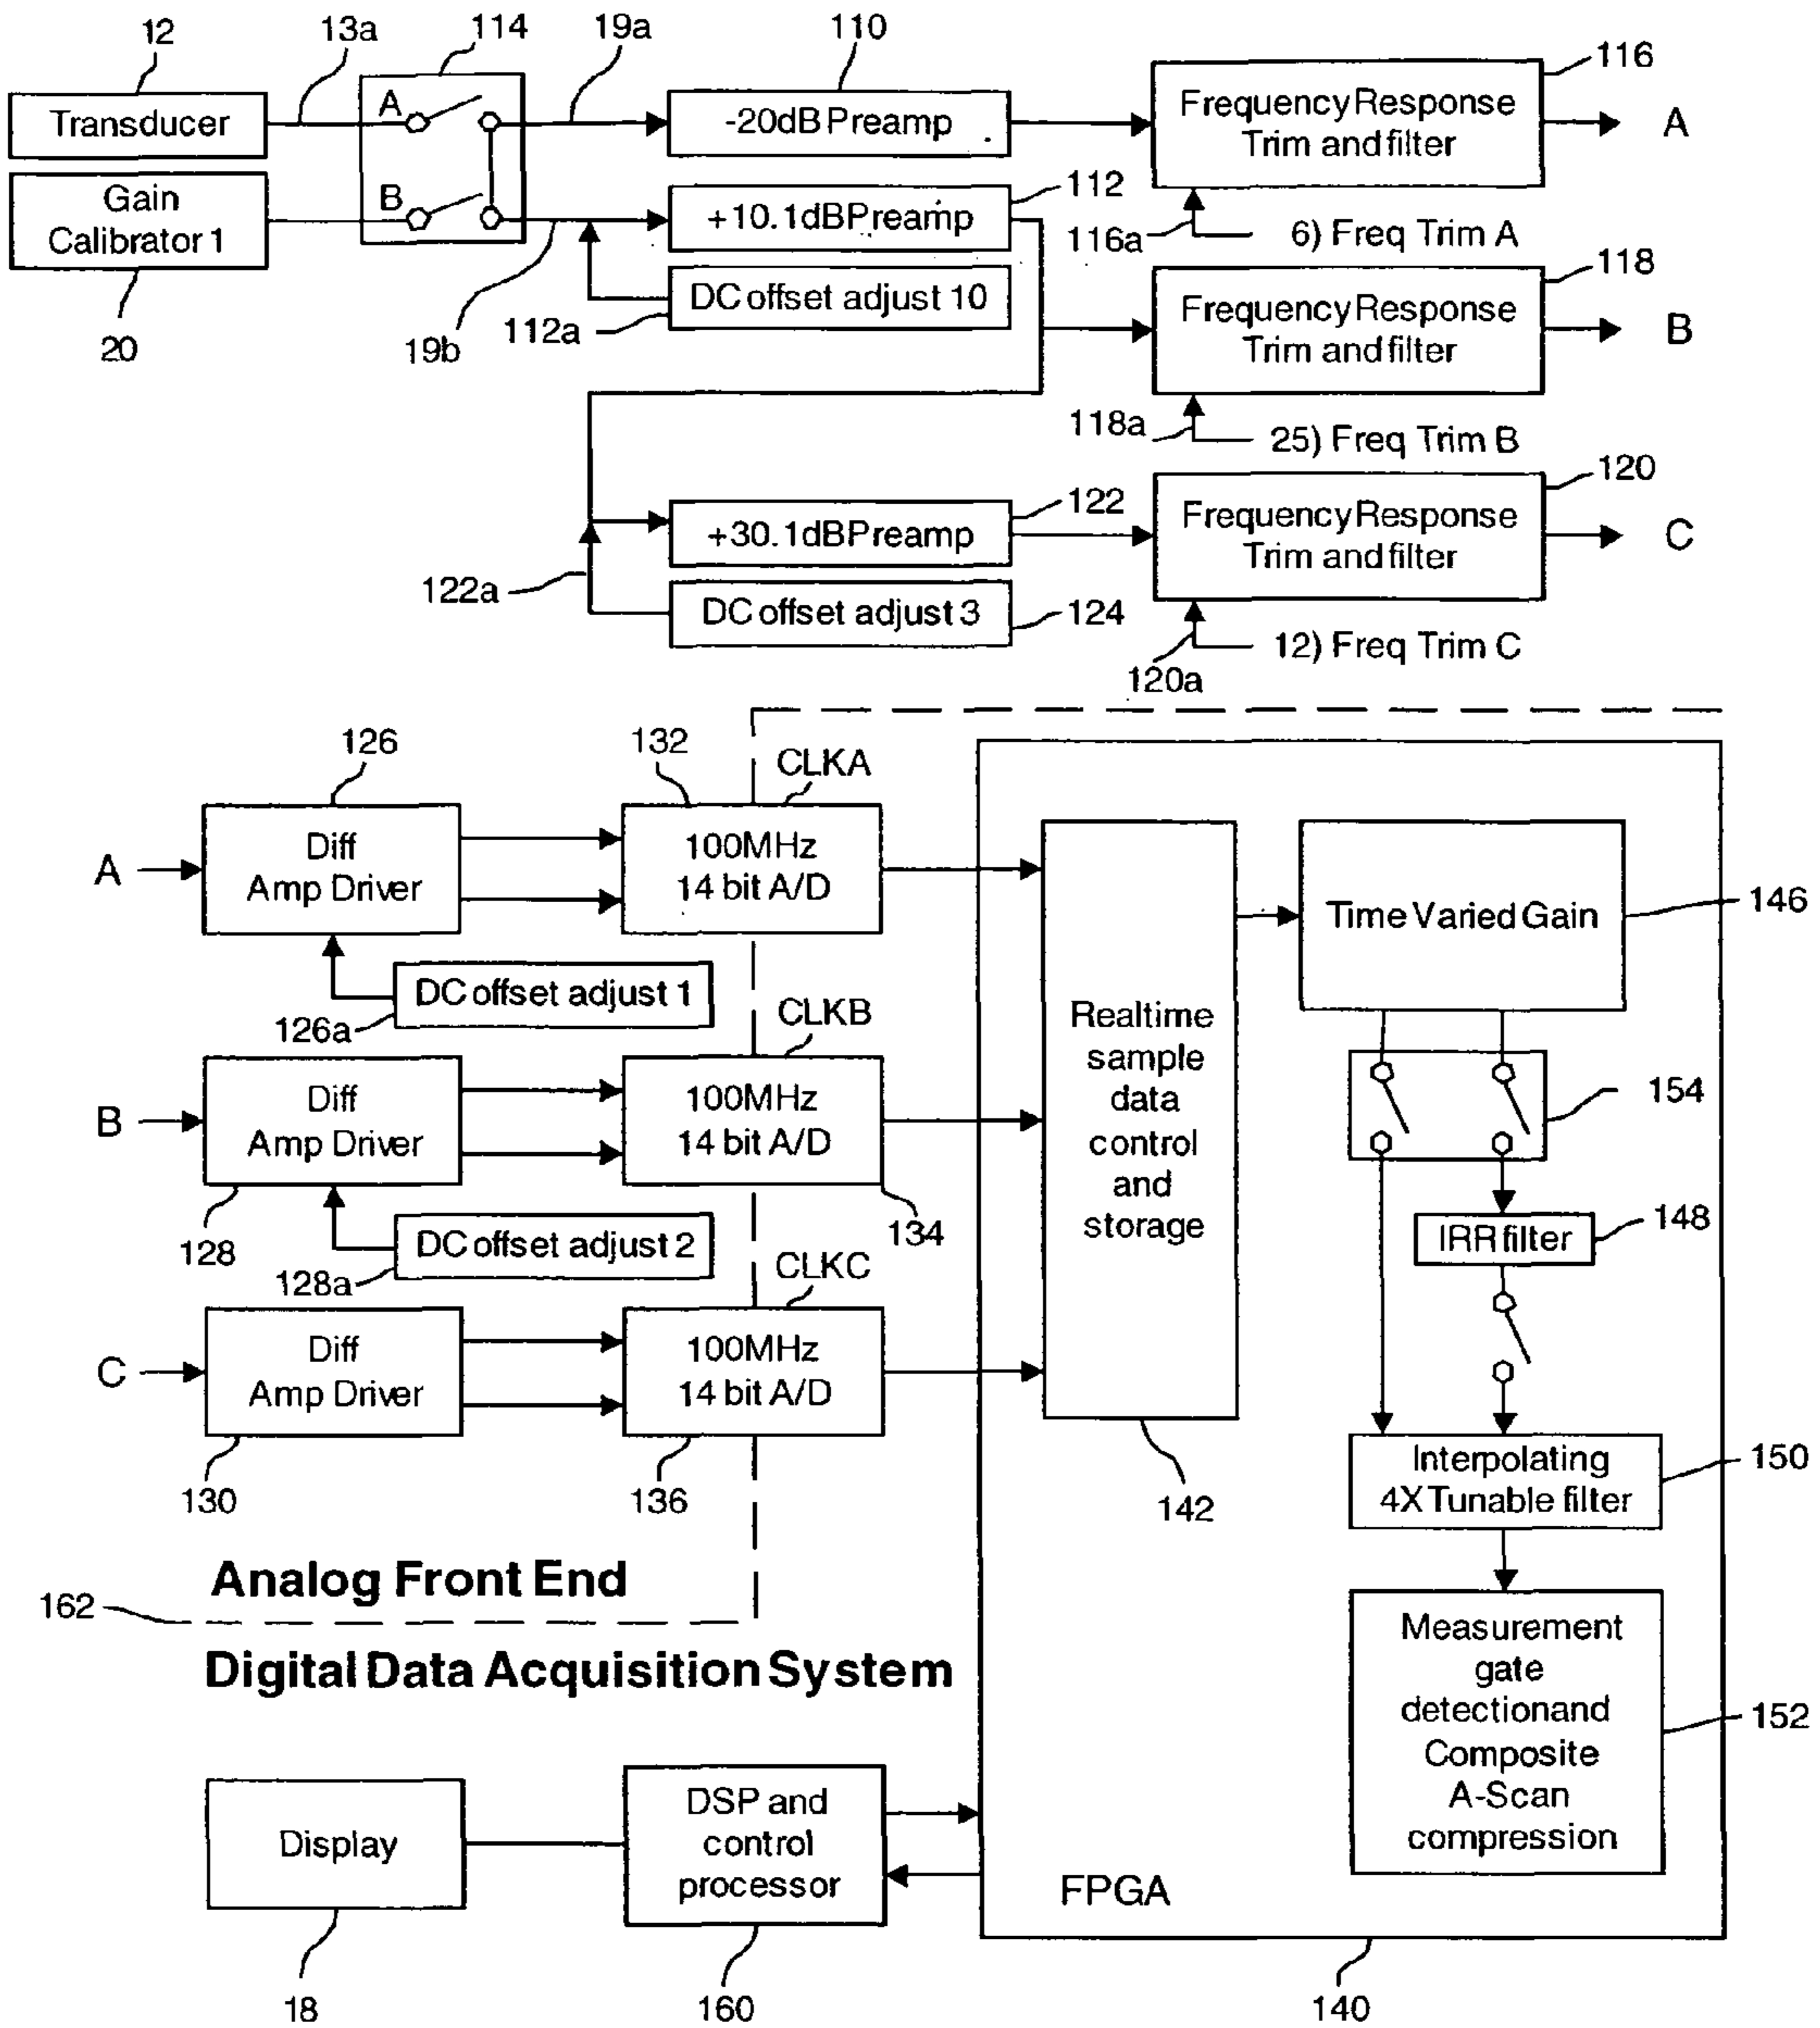 12
13a
114
19a
110
116
Transducer
A
-20dB Preamp
Frequency Response
Trim and filter
A
Gain
Calibrator 1
B
+10.1dB Preamp
112
116a
6) Freq Trim A
20
19b
112a
DC offset adjust 10
118
Frequency Response
Trim and filter
B
118a
25) Freq Trim B
120
122
+30.1dB Preamp
Frequency Response
Trim and filter
C
122a
DC offset adjust 3
124
12) Freq Trim C
120a
126
132
CLKA
A
Diff
Amp Driver
100MHz
14 bit A/D
Time Varied Gain
146
DC offset adjust 1
126a
CLKB
Realtime
sample
data
control
and
storage
B
Diff
Amp Driver
100MHz
14 bit A/D
154
128
DC offset adjust 2
128a
134
CLKC
IRR filter
148
C
Diff
Amp Driver
100MHz
14 bit A/D
130
136
142
Interpolating
4X Tunable filter
150
Analog Front End
162
Digital Data Acquisition System
Measurement
gate
detectionand
Composite
A-Scan
compression
152
Display
DSP and
control
processor
FPGA
18
160
140